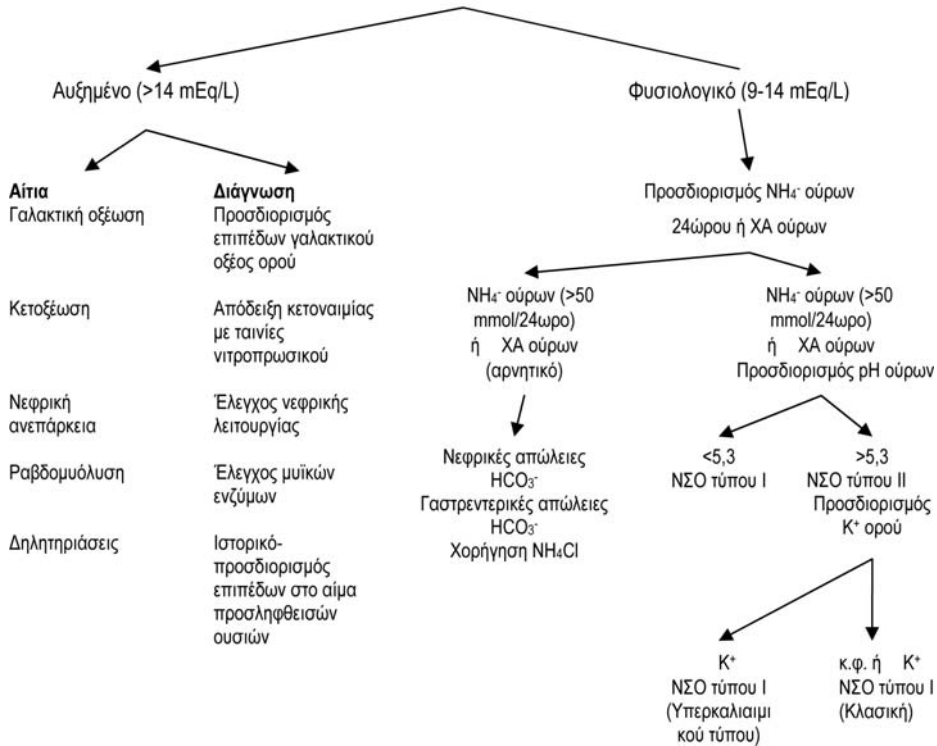 Αυξημένο (>14 mEq/L)
Φυσιολογικό (9-14 mEq/L)
Αίτια
Διάγνωση
Γαλακτική οξέωση
Προσδιορισμός
επιπέδων γαλακτικού
οξέος ορού
Κετοξέωση
Απόδειξη κετοναιμίας
με ταινίες
νιτροπρωσικού
Νεφρική
ανεπάρκεια
Έλεγχος νεφρικής
λειτουργίας
Ραβδομυόλυση
Έλεγχος μυϊκών
ενζύμων
Δηλητηριάσεις
Ιστορικό-
προσδιορισμός
επιπέδων στο αίμα
προσληφθεισών
ουσιών
Προσδιορισμός NH₄⁻ ούρων
24ώρου ή ΧΑ ούρων
NH₄⁻ ούρων (>50
mmol/24ωρο)
ή ΧΑ ούρων
(αρνητικό)
Νεφρικές απώλειες
HCO₃⁻
Γαστρεντερικές απώλειες
HCO₃⁻
Χορήγηση NH₄Cl
NH₄⁻ ούρων (>50
mmol/24ωρο)
ή ΧΑ ούρων
Προσδιορισμός pH ούρων
<5,3
ΝΣΟ τύπου I
>5,3
ΝΣΟ τύπου II
Προσδιορισμός
K⁺ ορού
K⁺
ΝΣΟ τύπου I
(Υπερκαλιαιμι
κού τύπου)
κ.φ. ή K⁺
ΝΣΟ τύπου I
(Κλασική)